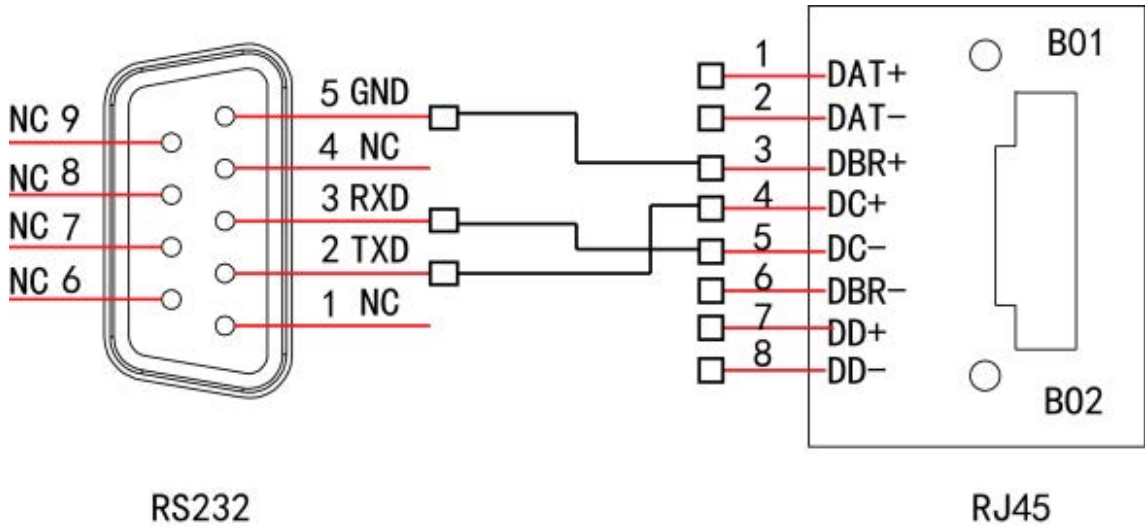 NC 9
NC 8
NC 7
NC 6
5 GND
4 NC
3 RXD
2 TXD
1 NC
1 DAT+
2 DAT-
3 DBR+
4 DC+
5 DC-
6 DBR-
7 DD+
8 DD-
B01
B02
RS232
RJ45